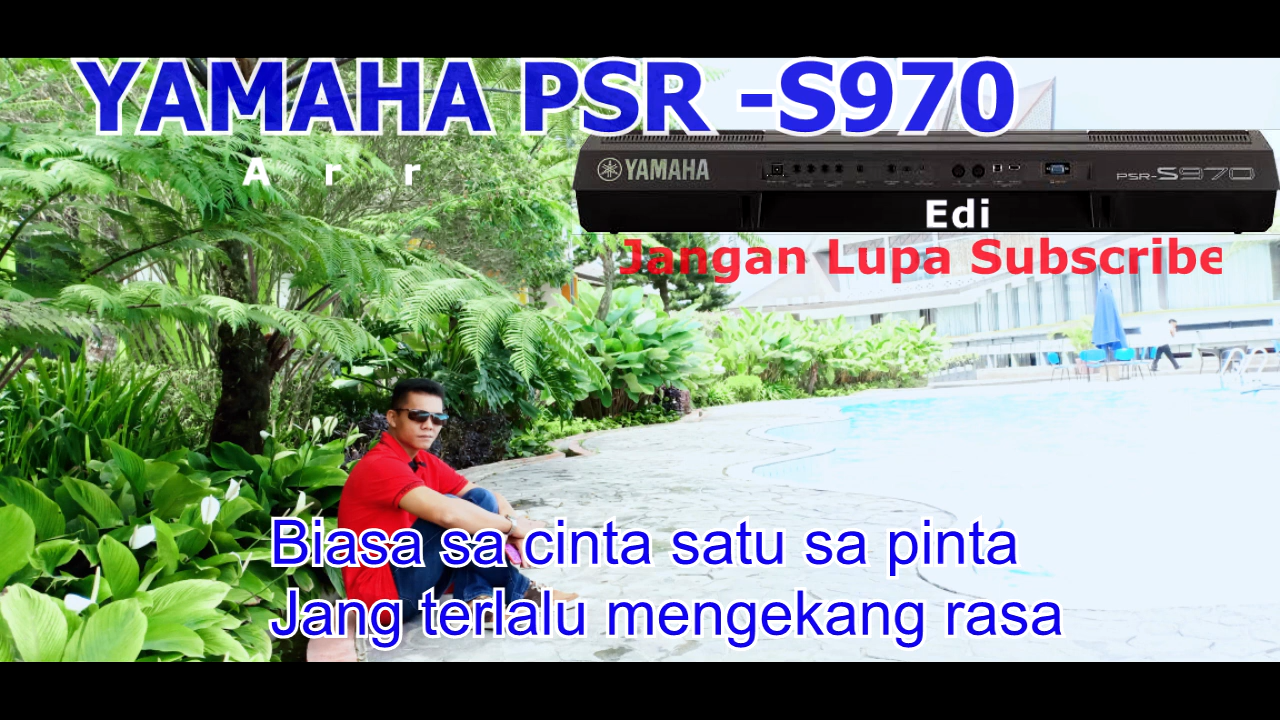 YAMAHA PSR -S970
Arr
YAMAHA
PSR-S970
Edi
Jangan Lupa Subscribe
Biasa sa cinta satu sa pinta
Jang terlalu mengekang rasa